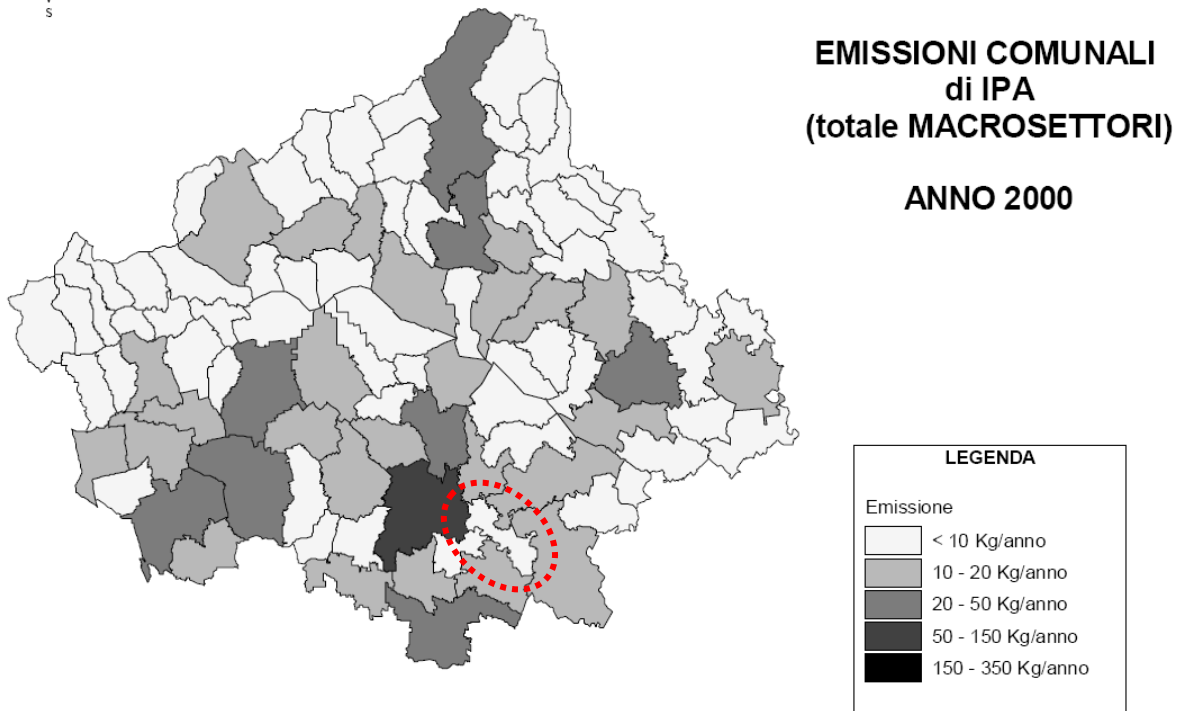 S
EMISSIONI COMUNALI
di IPA
(totale MACROSETTORI)
ANNO 2000
LEGENDA
Emissione
< 10 Kg/anno
10 - 20 Kg/anno
20 - 50 Kg/anno
50 - 150 Kg/anno
150 - 350 Kg/anno